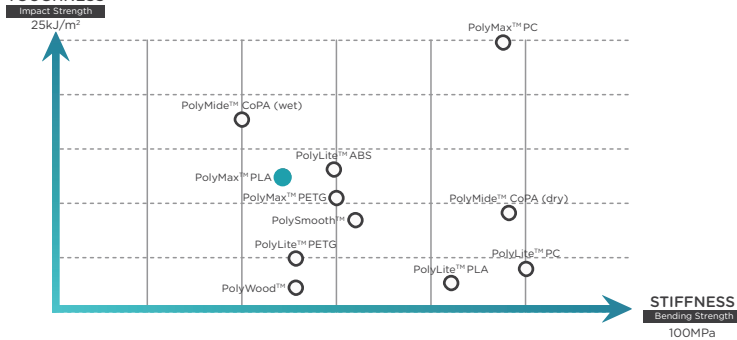 Impact Strength
25kJ/m²
PolyMax™ PC
PolyMide™ CoPA (wet)
PolyLite™ ABS
PolyMax™ PLA
PolyMax™ PETG
PolyMide™ CoPA (dry)
PolySmooth™
PolyLite™ PETG
PolyLite™ PC
PolyLite™ PLA
PolyWood™
STIFFNESS
Bending Strength
100MPa